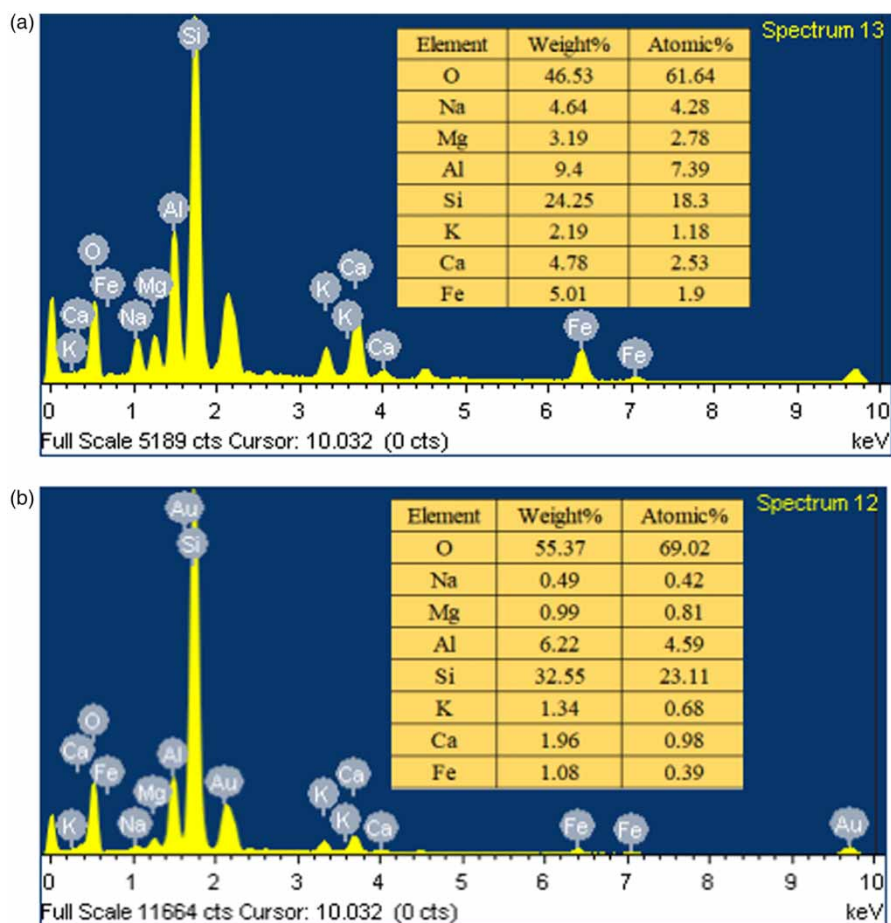 (a)
Spectrum 13
Element Weight% Atomic%
O 46.53 61.64
Na 4.64 4.28
Mg 3.19 2.78
Al 9.4 7.39
Si 24.25 18.3
K 2.19 1.18
Ca 4.78 2.53
Fe 5.01 1.9
Si
Al
O
Fe
Mg
Ca
Na
K
K
Ca
K
Ca
Fe
Fe
0 1 2 3 4 5 6 7 8 9 10
Full Scale 5189 cts Cursor: 10.032 (0 cts) keV
(b)
Spectrum 12
Element Weight% Atomic%
O 55.37 69.02
Na 0.49 0.42
Mg 0.99 0.81
Al 6.22 4.59
Si 32.55 23.11
K 1.34 0.68
Ca 1.96 0.98
Fe 1.08 0.39
Au
Si
O
Ca
Fe
Al
Mg
Au
K
Na
K
Ca
K
Ca
Fe
Fe
Au
0 1 2 3 4 5 6 7 8 9 10
Full Scale 11664 cts Cursor: 10.032 (0 cts) keV